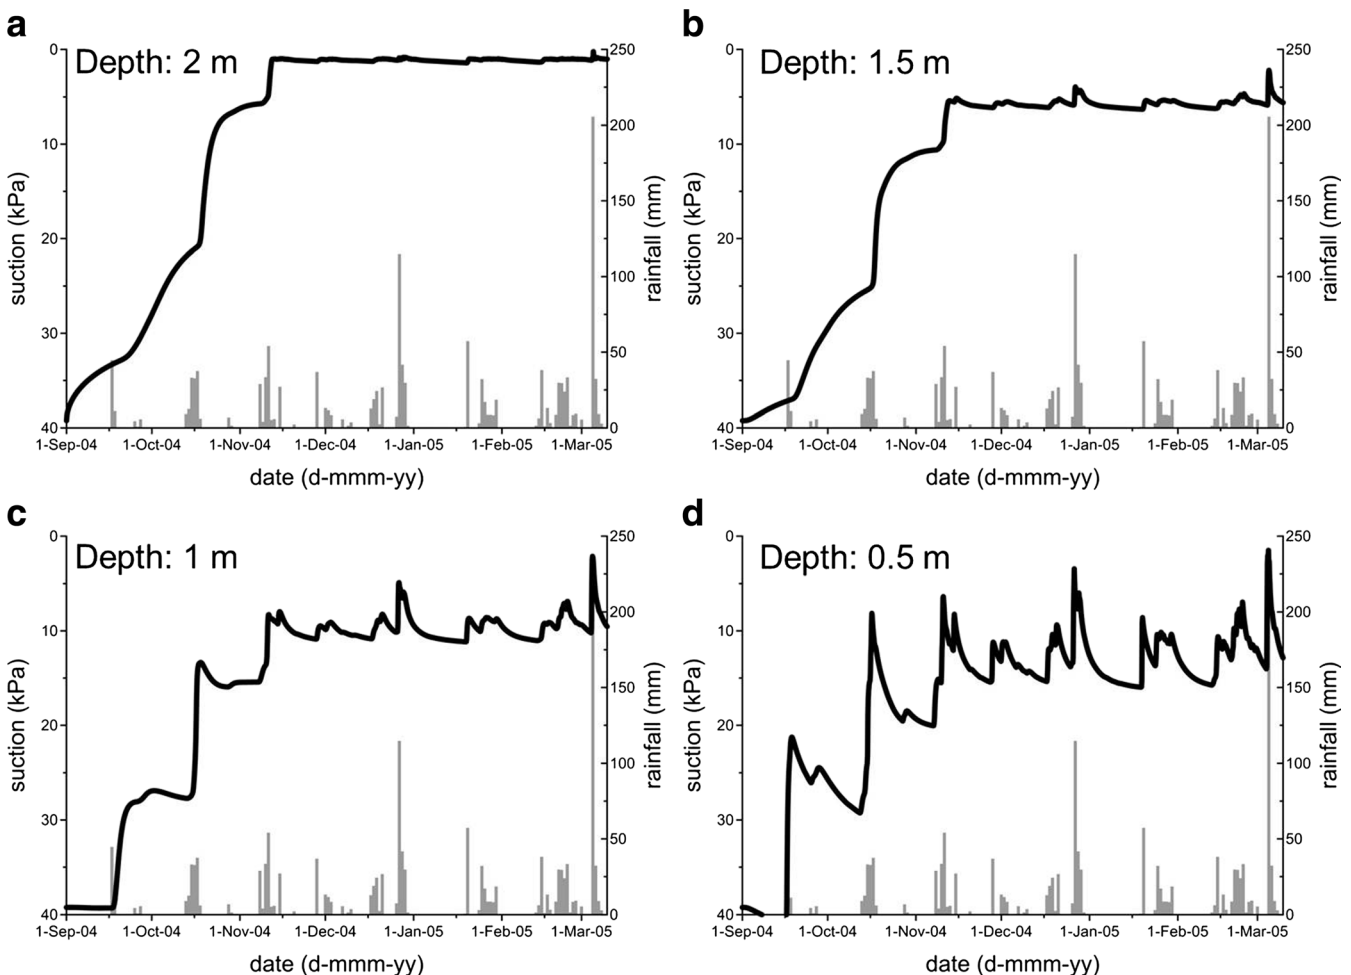 a
Depth: 2 m
0
10
20
30
40
suction (kPa)
250
200
150
100
50
0
rainfall (mm)
1-Sep-04 1-Oct-04 1-Nov-04 1-Dec-04 1-Jan-05 1-Feb-05 1-Mar-05
date (d-mmm-yy)
b
Depth: 1.5 m
0
10
20
30
40
suction (kPa)
250
200
150
100
50
0
rainfall (mm)
1-Sep-04 1-Oct-04 1-Nov-04 1-Dec-04 1-Jan-05 1-Feb-05 1-Mar-05
date (d-mmm-yy)
c
Depth: 1 m
0
10
20
30
40
suction (kPa)
250
200
150
100
50
0
rainfall (mm)
1-Sep-04 1-Oct-04 1-Nov-04 1-Dec-04 1-Jan-05 1-Feb-05 1-Mar-05
date (d-mmm-yy)
d
Depth: 0.5 m
0
10
20
30
40
suction (kPa)
250
200
150
100
50
0
rainfall (mm)
1-Sep-04 1-Oct-04 1-Nov-04 1-Dec-04 1-Jan-05 1-Feb-05 1-Mar-05
date (d-mmm-yy)